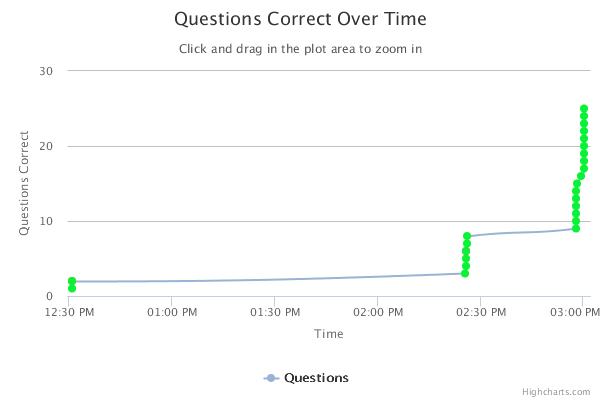 Questions Correct Over Time
Click and drag in the plot area to zoom in
Questions Correct
30
20
10
0
12:30 PM 01:00 PM 01:30 PM 02:00 PM 02:30 PM 03:00 PM
Time
Questions
Highcharts.com